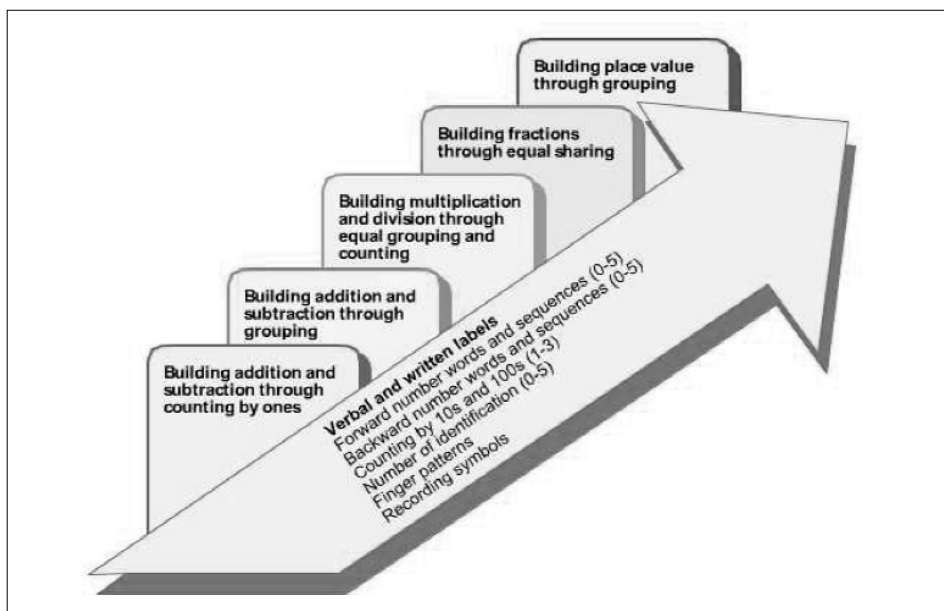 Building place value
through grouping
Building fractions
through equal sharing
Building multiplication
and division through
equal grouping and
counting
Building addition and
subtraction through
grouping
Building addition and
subtraction through
counting by ones
Verbal and written labels
Forward number words and sequences (0-5)
Backward number words and sequences (0-5)
Counting by 10s and 100s (1-3)
Number of identification (0-5)
Finger patterns
Recording symbols